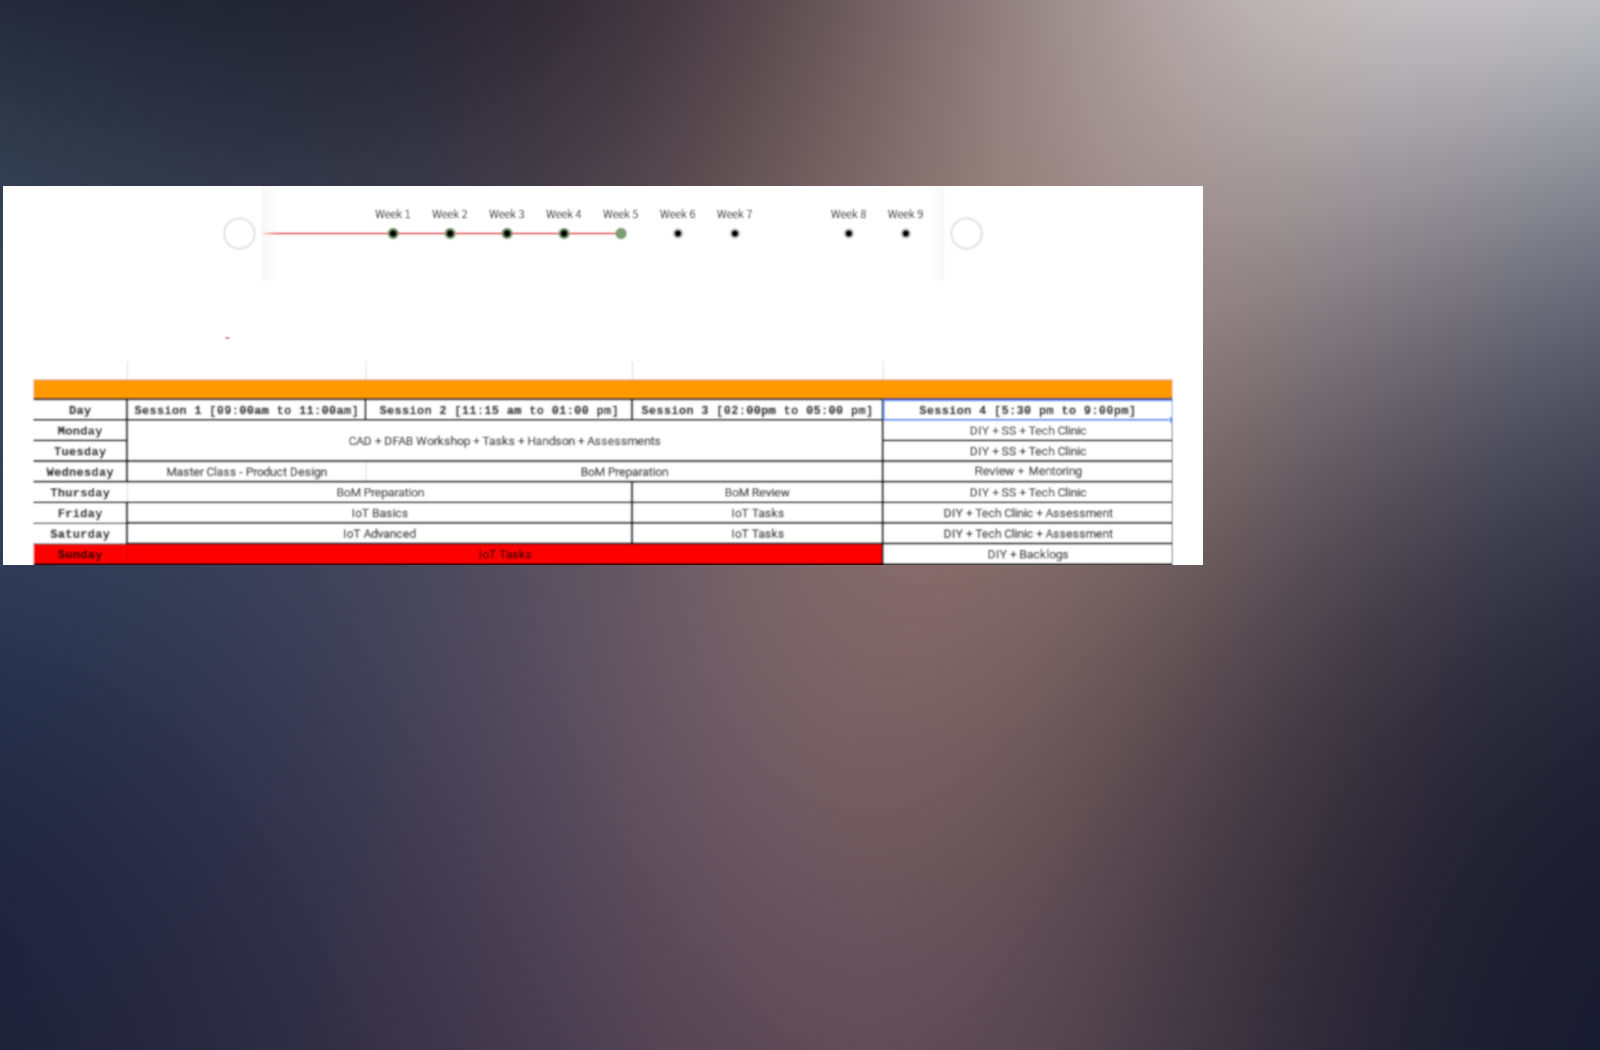 Week 1 Week 2 Week 3 Week 4 Week 5 Week 6 Week 7 Week 8 Week 9
Day Session 1 [09:00am to 11:00am] Session 2 [11:15 am to 01:00 pm] Session 3 [02:00pm to 05:00 pm] Session 4 [5:30 pm to 9:00pm]
Monday DIY + SS + Tech Clinic
CAD + DFAB Workshop + Tasks + Handson + Assessments
Tuesday DIY + SS + Tech Clinic
Wednesday Master Class - Product Design BoM Preparation Review + Mentoring
Thursday BoM Preparation BoM Review DIY + SS + Tech Clinic
Friday IoT Basics IoT Tasks DIY + Tech Clinic + Assessment
Saturday IoT Advanced IoT Tasks DIY + Tech Clinic + Assessment
Sunday IoT Tasks DIY + Backlogs